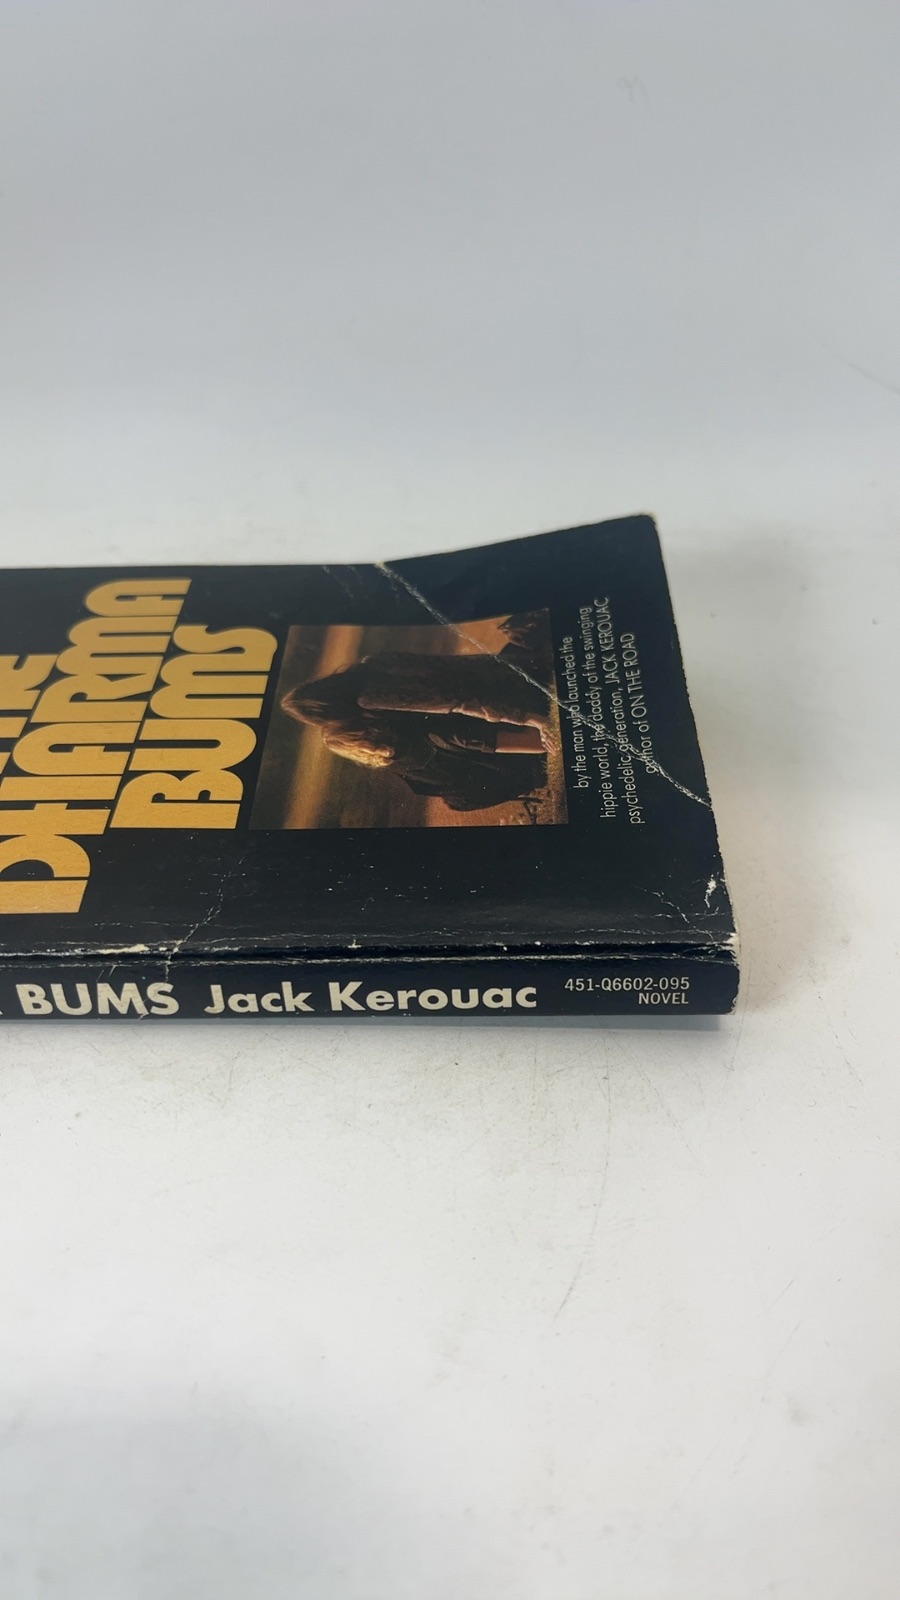 DHARMA
BUMS
by the man who launched the
hippie world, the daddy of the swinging
psychedelic generation, JACK KEROUAC
author of ON THE ROAD
BUMS Jack Kerouac
451-Q6602-095
NOVEL